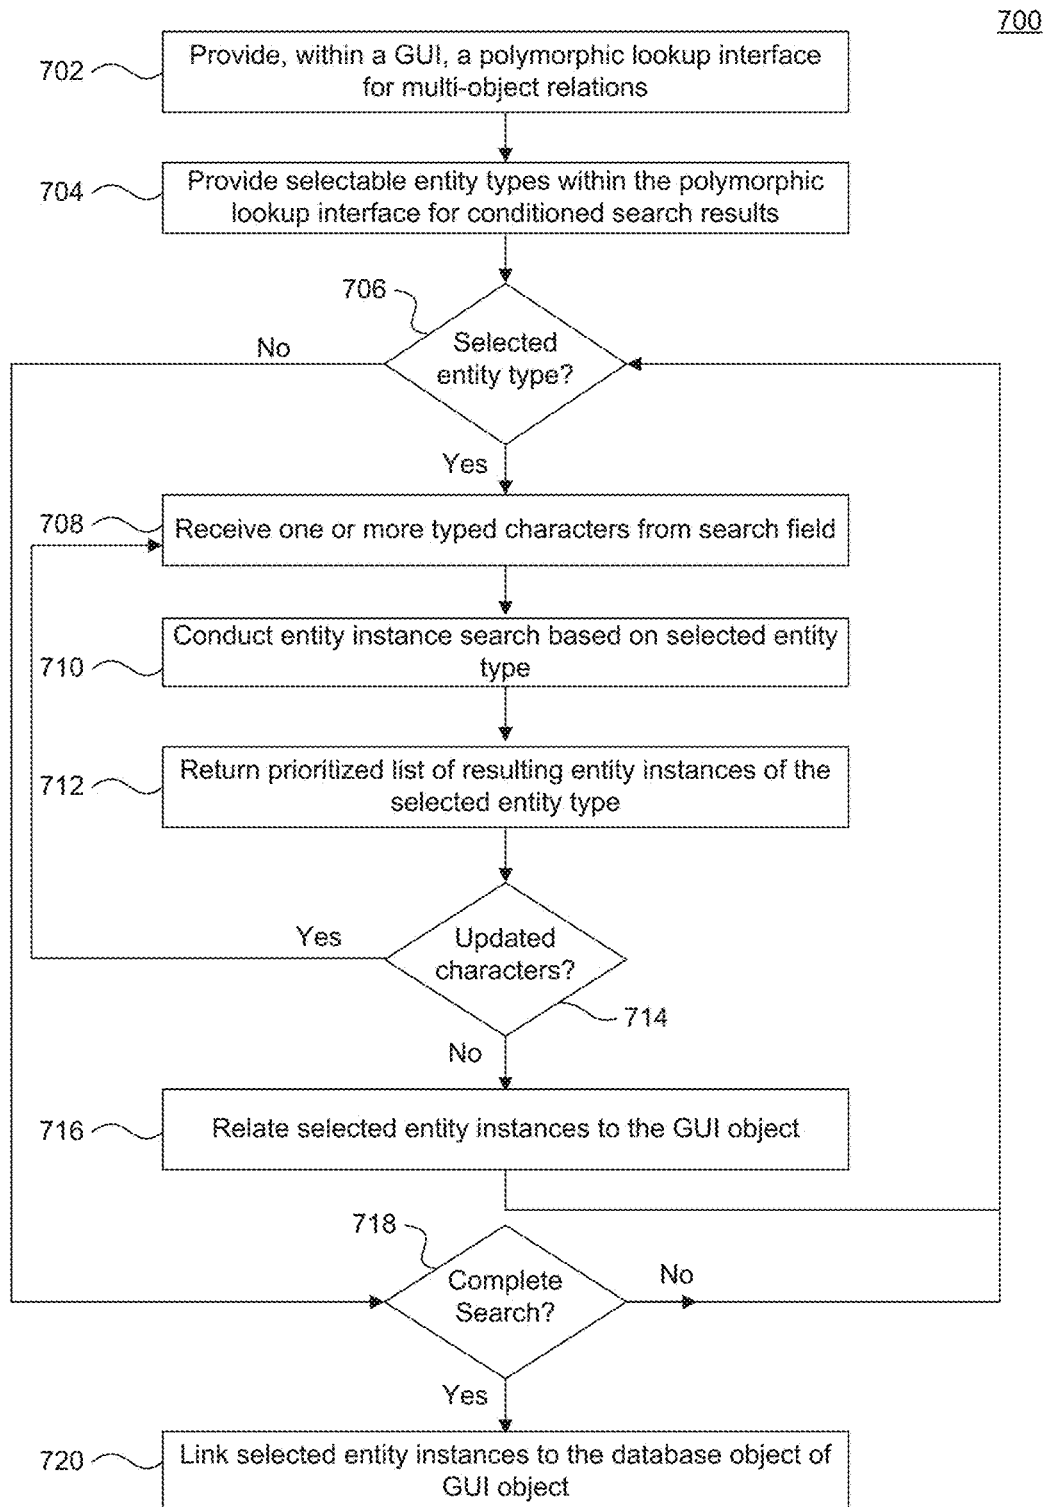 700
702
Provide, within a GUI, a polymorphic lookup interface
for multi-object relations
704
Provide selectable entity types within the polymorphic
lookup interface for conditioned search results
706
No
Selected
entity type?
Yes
708
Receive one or more typed characters from search field
710
Conduct entity instance search based on selected entity
type
712
Return prioritized list of resulting entity instances of the
selected entity type
Yes
Updated
characters?
714
No
716
Relate selected entity instances to the GUI object
718
Complete
Search?
No
Yes
720
Link selected entity instances to the database object of
GUI object